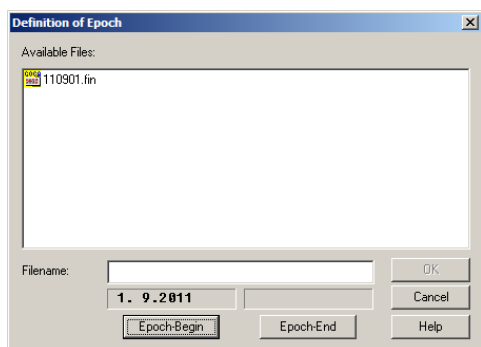 Definition of Epoch
Available Files:
110901.fin
Filename:
OK
1. 9.2011
Cancel
Epoch-Begin Epoch-End Help